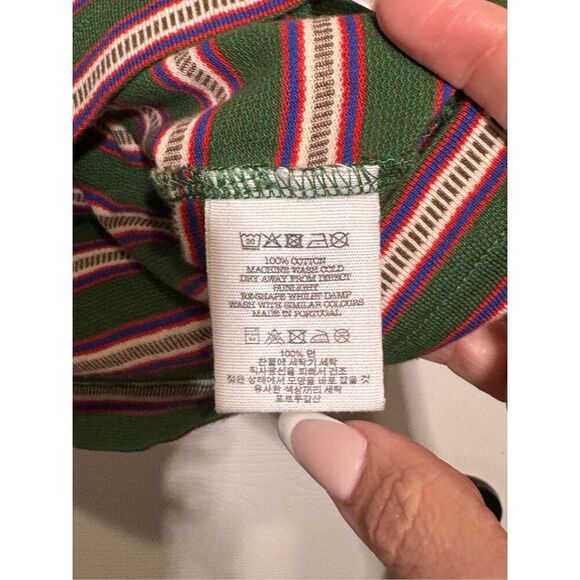 30
100% COTTON
MACHINE WASH COLD
DRY AWAY FROM DIRECT
SUNLIGHT
RE-SHAPE WHILST DAMP
WASH WITH SIMILAR COLOURS
MADE IN PORTUGAL
100% 면
찬물에 세탁기 세탁
직사광선을 피해서 건조
젖은 상태에서 모양을 바로 잡을 것
유사한 색상끼리 세탁
포르투갈산